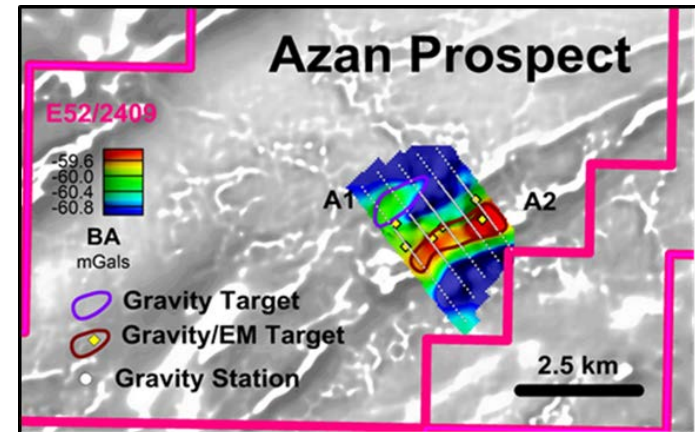 Azan Prospect
E52/2409
-59.6
-60.0
-60.4
-60.8
BA
mGals
A1
A2
Gravity Target
Gravity/EM Target
Gravity Station
2.5 km